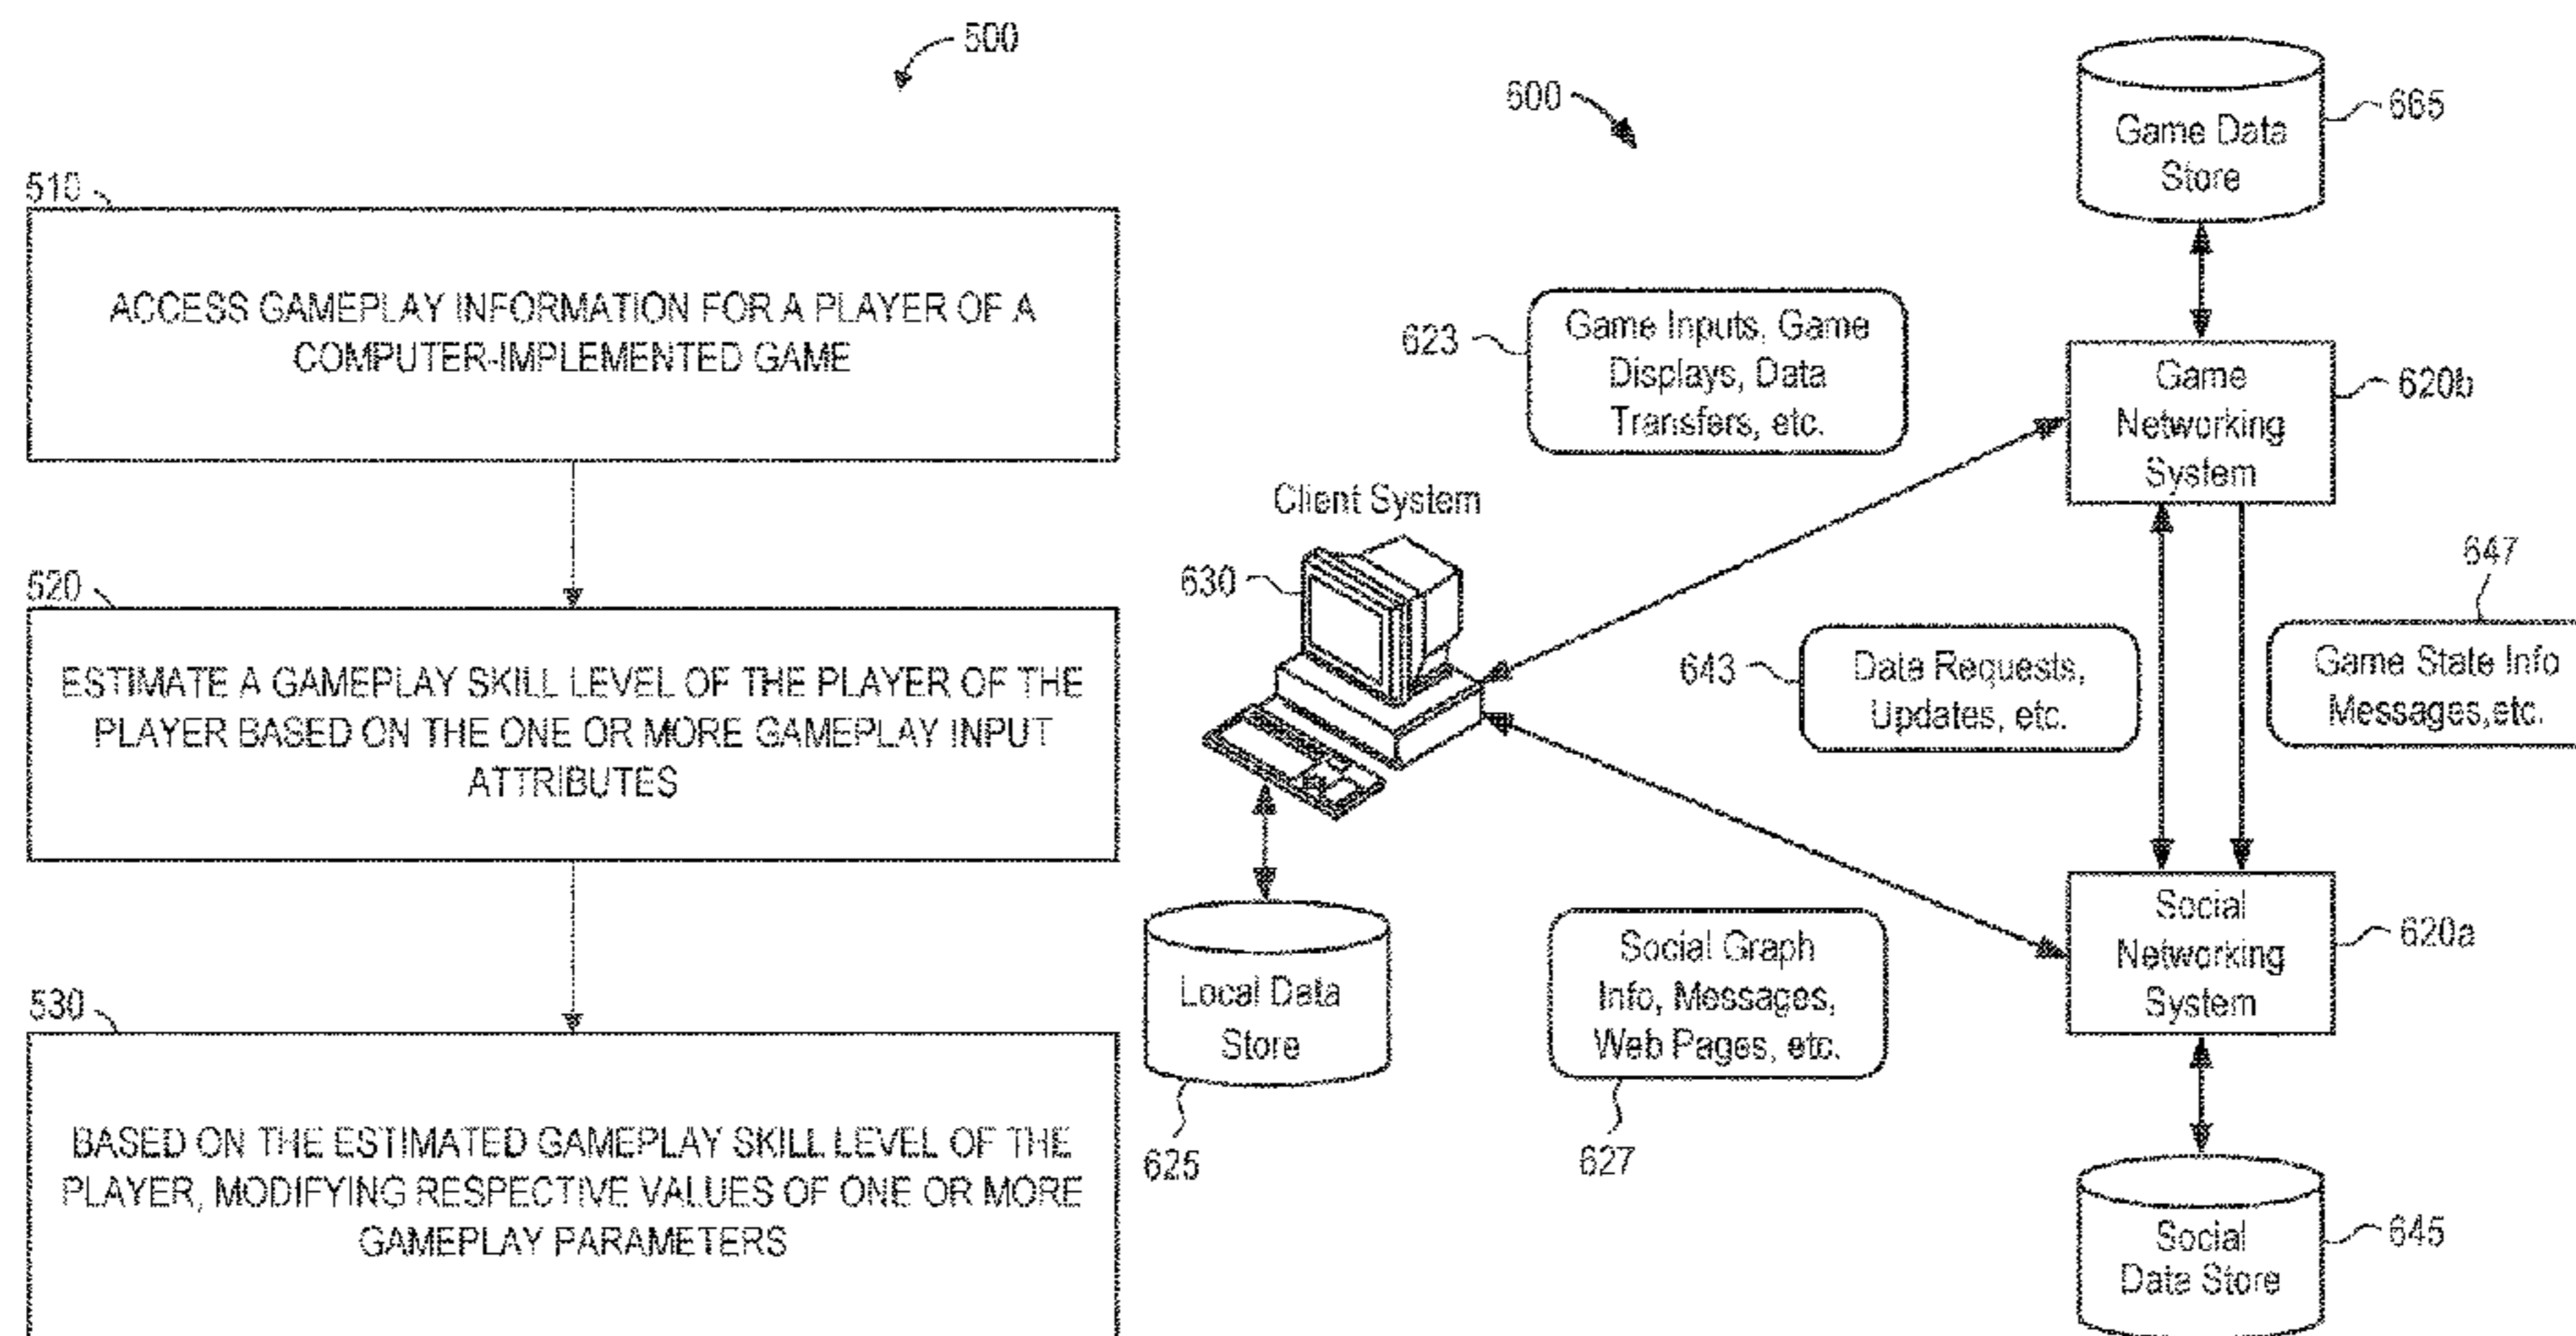 500
510
ACCESS GAMEPLAY INFORMATION FOR A PLAYER OF A
COMPUTER-IMPLEMENTED GAME
520
ESTIMATE A GAMEPLAY SKILL LEVEL OF THE PLAYER OF THE
PLAYER BASED ON THE ONE OR MORE GAMEPLAY INPUT
ATTRIBUTES
530
BASED ON THE ESTIMATED GAMEPLAY SKILL LEVEL OF THE
PLAYER, MODIFYING RESPECTIVE VALUES OF ONE OR MORE
GAMEPLAY PARAMETERS
600
Game Data
Store
665
623
Game Inputs, Game
Displays, Data
Transfers, etc.
Game
Networking
System
620b
Client System
630
647
643
Data Requests,
Updates, etc.
Game State Info
Messages,etc.
Local Data
Store
625
Social Graph
Info, Messages,
Web Pages, etc.
627
Social
Networking
System
620a
Social
Data Store
645